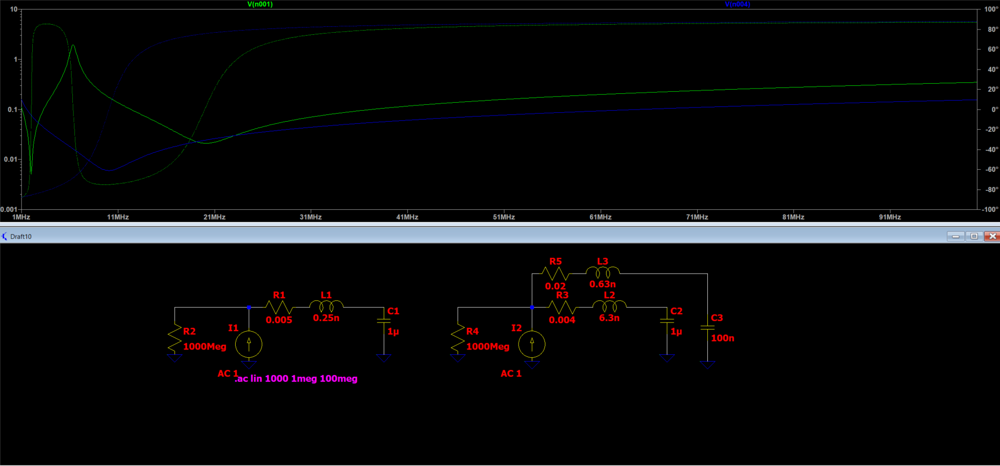 V(n001) V(n004)
10 100°
80°
60°
1
40°
20°
0.1 0°
-20°
-40°
0.01
-60°
-80°
0.001 -100°
1MHz 11MHz 21MHz 31MHz 41MHz 51MHz 61MHz 71MHz 81MHz 91MHz
Draft10
R5 L3
0.02 0.63n
R1 L1 R3 L2
0.005 0.25n 0.004 6.3n
C1 C2
1µ 1µ
C3
100n
R2 I1 R4 I2
1000Meg 1000Meg
AC 1 AC 1
.ac lin 1000 1meg 100meg